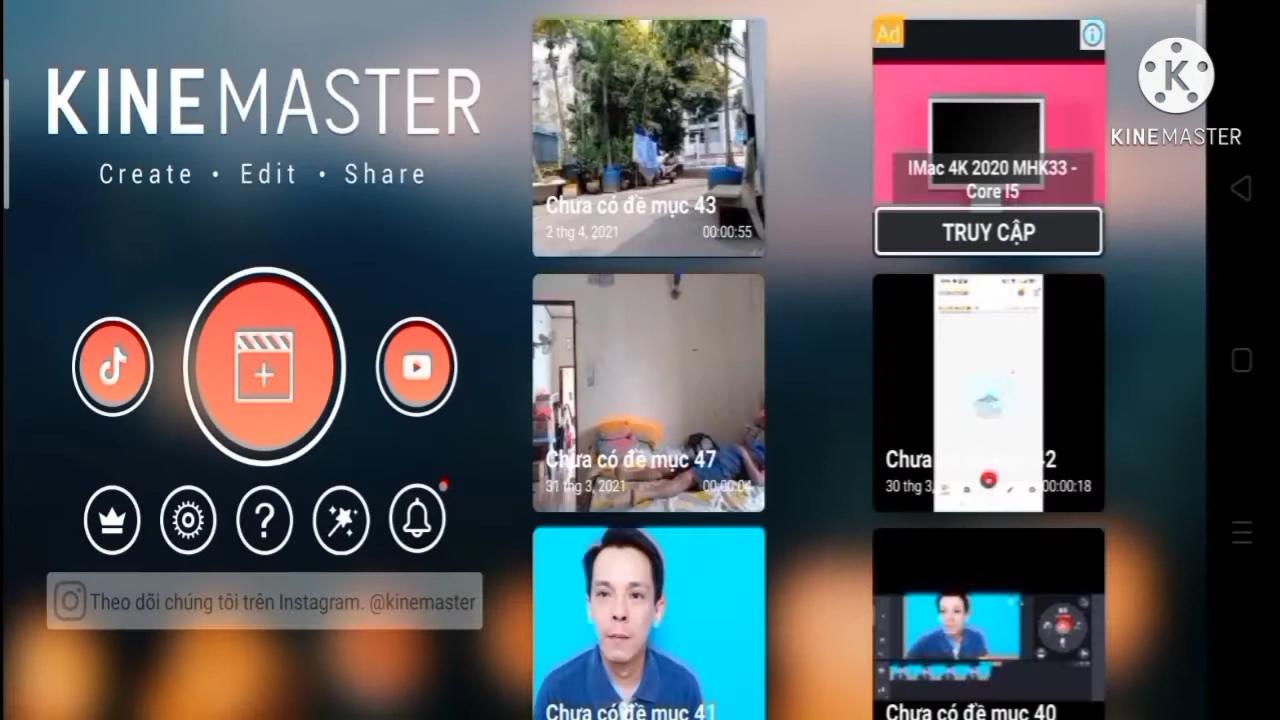 KINEMASTER
Create • Edit • Share
Theo dõi chúng tôi trên Instagram. @kinemaster
Chưa có đề mục 43
2 thg 4, 2021 00:00:55
Ad
IMac 4K 2020 MHK33 -
Core I5
TRUY CẬP
Chưa có đề mục 47
31 thg 3, 2021 00:00:04
Chưa
30 thg 3, 00:00:18
Chưa có đề mục 41
Chưa có đề mục 40
KINEMASTER